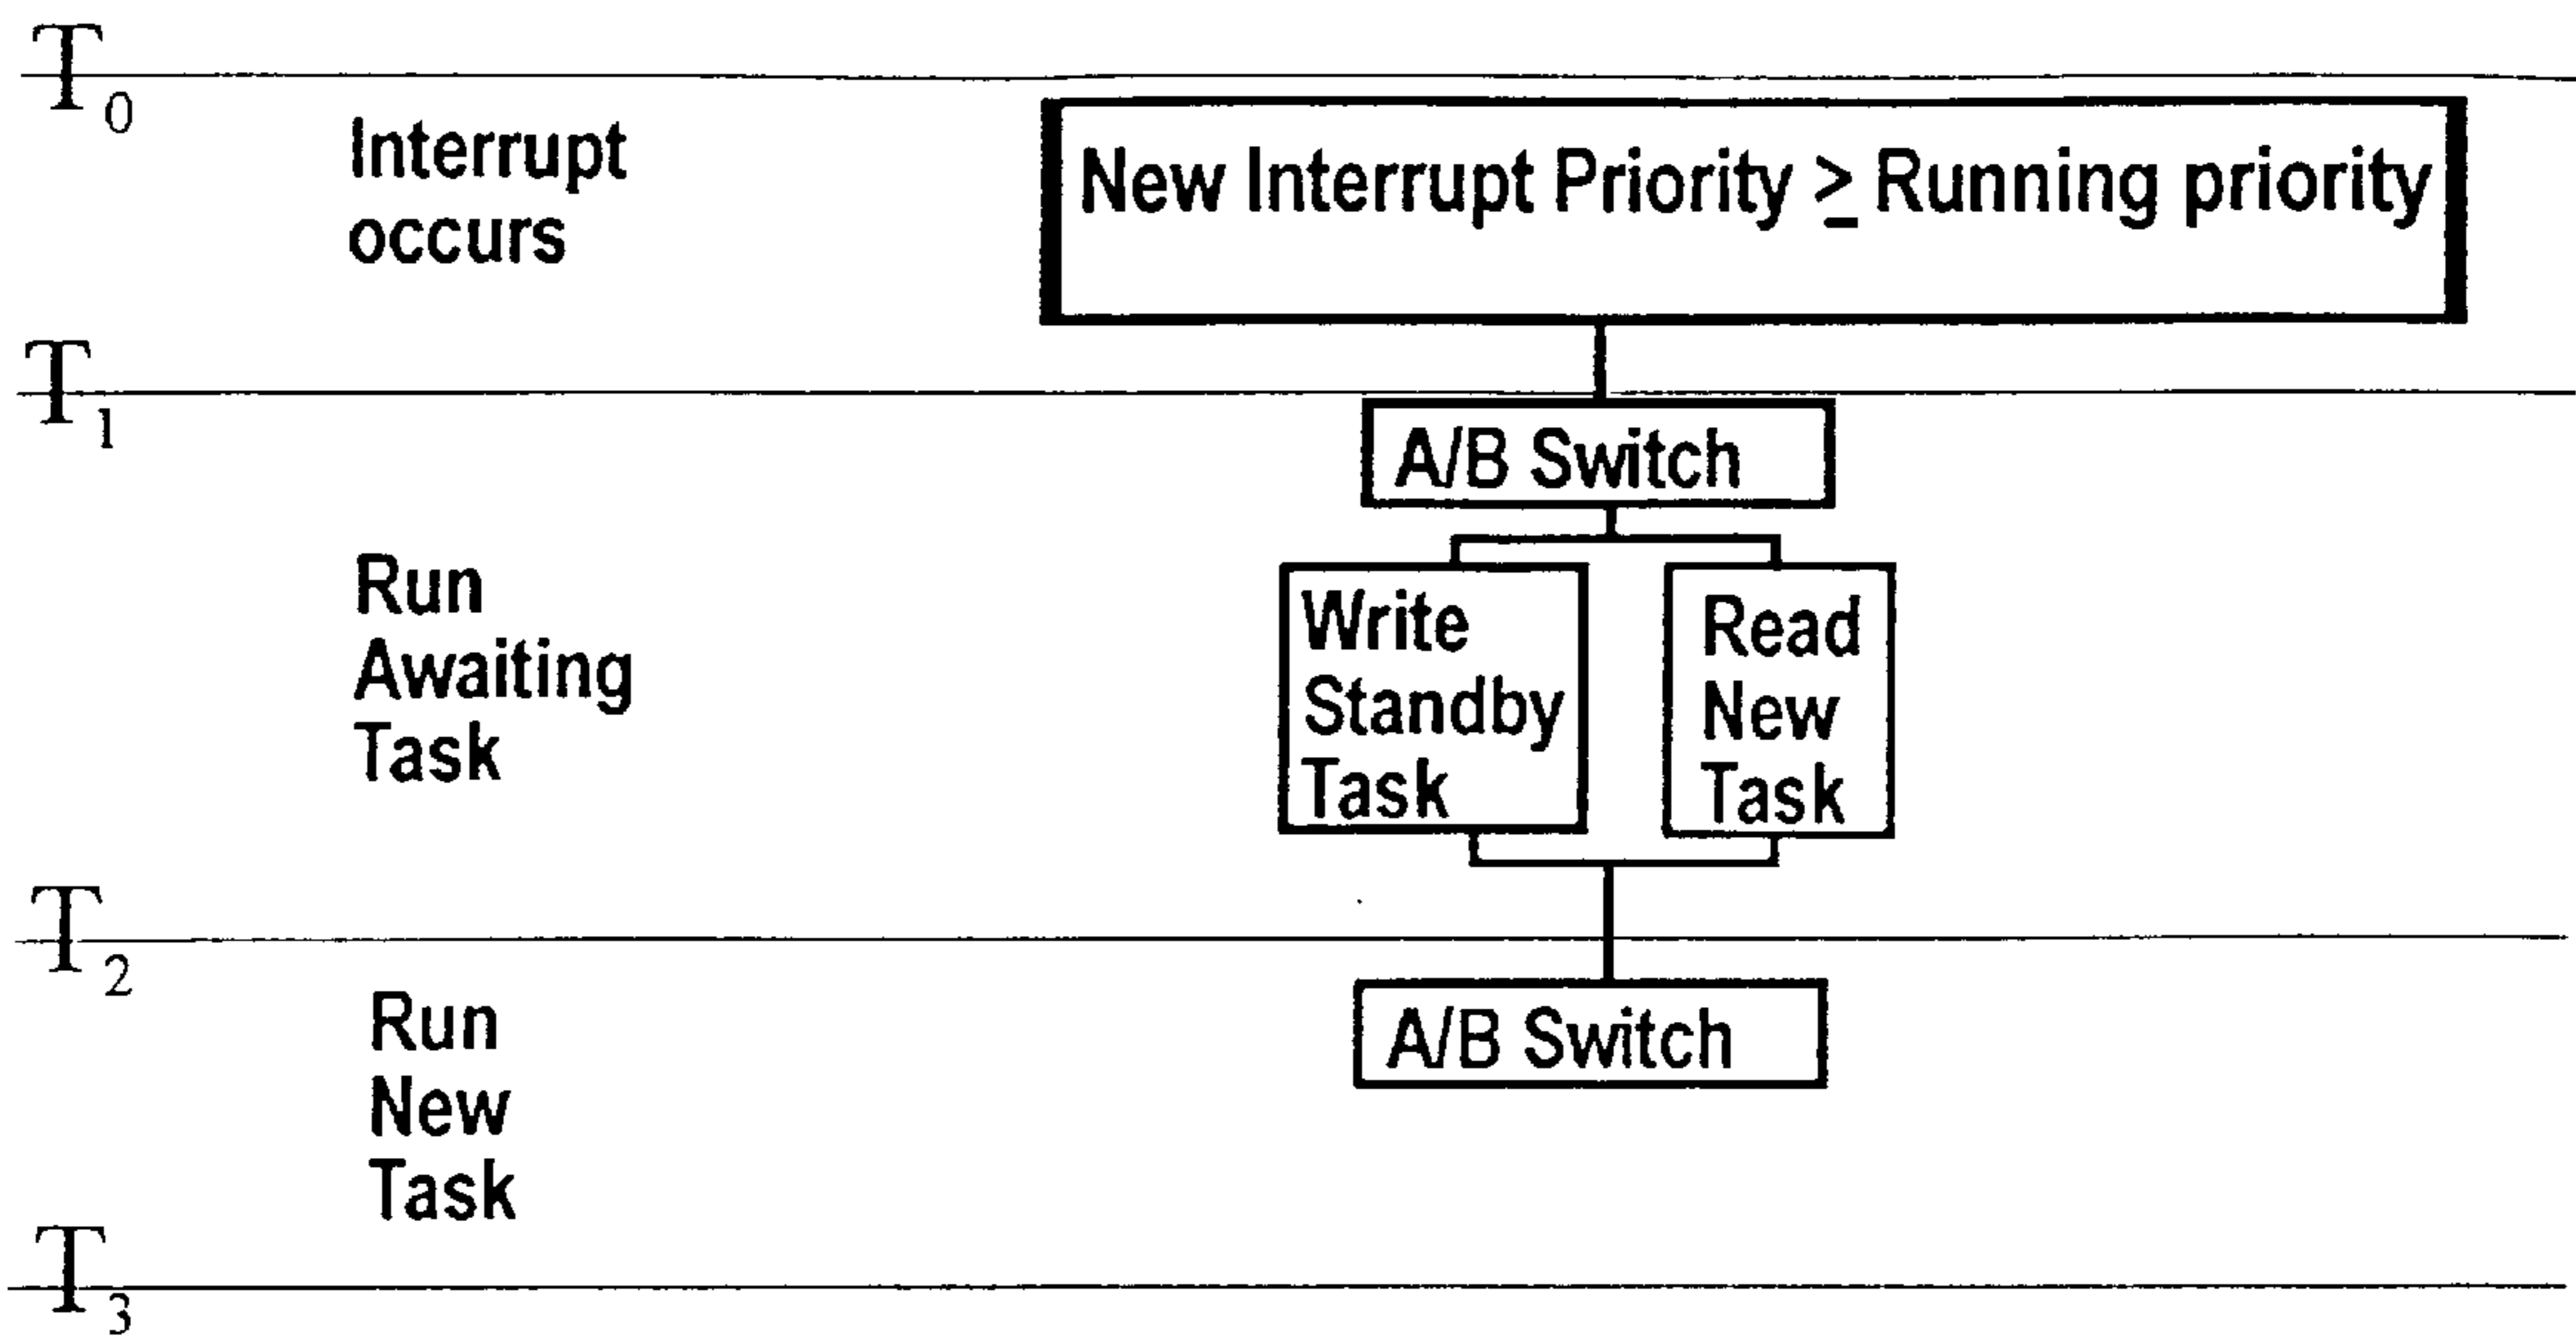 T0
Interrupt
occurs
New Interrupt Priority ≥ Running priority
T1
A/B Switch
Run
Awaiting
Task
Write
Standby
Task
Read
New
Task
T2
Run
New
Task
A/B Switch
T3